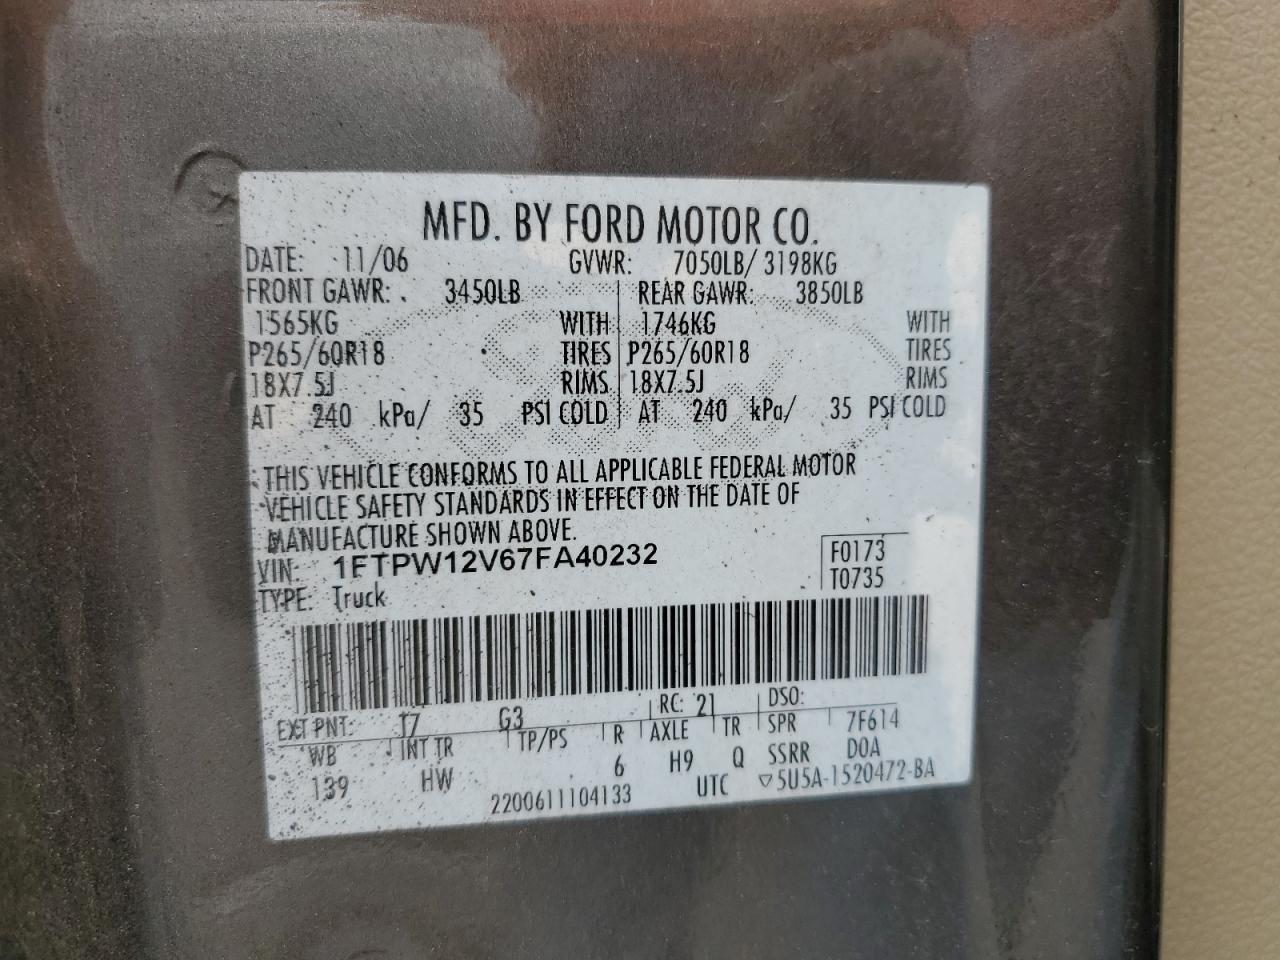 MFD. BY FORD MOTOR CO.
DATE: 11/06 GVWR: 7050LB/ 3198KG
FRONT GAWR: 3450LB REAR GAWR: 3850LB
1565KG WITH 1746KG WITH
P265/60R18 TIRES P265/60R18 TIRES
18X7.5J RIMS 18X7.5J RIMS
AT 240 kPa/ 35 PSI COLD AT 240 kPa/ 35 PSI COLD
THIS VEHICLE CONFORMS TO ALL APPLICABLE FEDERAL MOTOR
VEHICLE SAFETY STANDARDS IN EFFECT ON THE DATE OF
MANUFACTURE SHOWN ABOVE.
VIN: 1FTPW12V67FA40232 F0173
TYPE: Truck T0735
EXT PNT: T7 G3 RC: 21 DSO:
WB INT TR TP/PS R AXLE TR SPR 7F614
139 HW 6 H9 Q SSRR DOA
2200611104133 UTC ▽5U5A-1520472-BA